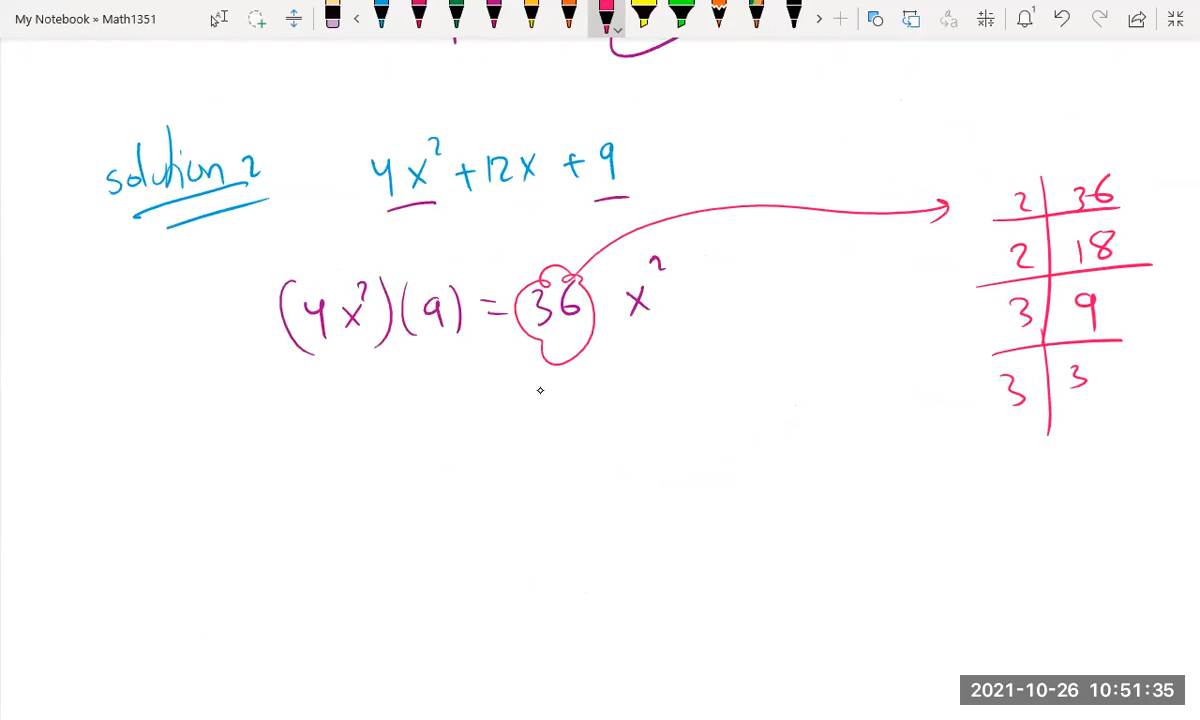 My Notebook » Math1351
solution 2 4x² + 12x + 9
(4x²)(9) = 36 x²
2 | 36
2 | 18
3 | 9
3 | 3
2021-10-26 10:51:35